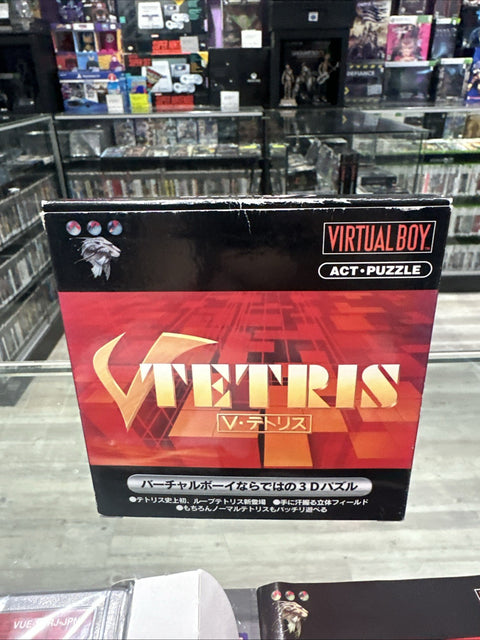 VIRTUAL BOY
ACT・PUZZLE
V TETRIS
V・テトリス
バーチャルボーイならではの3Dパズル
●テトリス史上初、ループテトリス新登場 ●手に汗握る立体フィールド
●もちろんノーマルテトリスもバッチリ遊べる